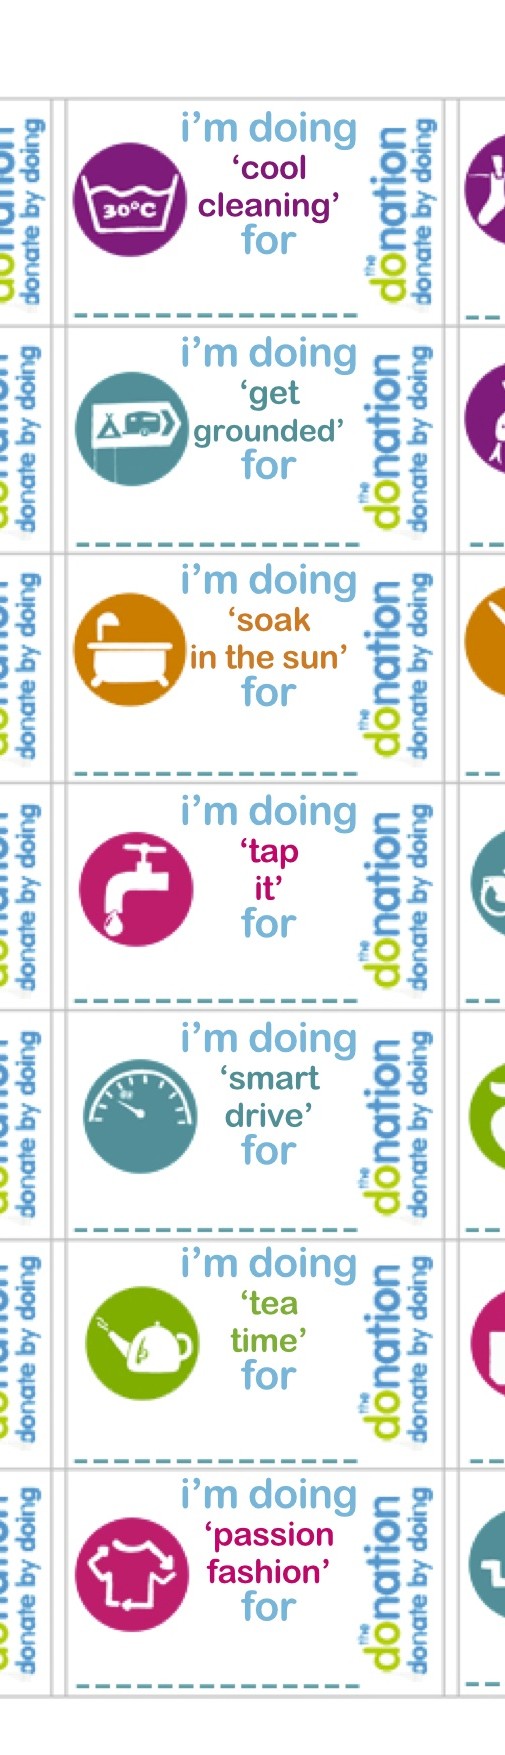 i'm doing
'cool
cleaning'
for
30°C
the donation
donate by doing
i'm doing
'get
grounded'
for
the donation
donate by doing
i'm doing
'soak
in the sun'
for
the donation
donate by doing
i'm doing
'tap
it'
for
the donation
donate by doing
i'm doing
'smart
drive'
for
the donation
donate by doing
i'm doing
'tea
time'
for
the donation
donate by doing
i'm doing
'passion
fashion'
for
the donation
donate by doing
donate by doing
donate by doing
donate by doing
donate by doing
donate by doing
donate by doing
donate by doing